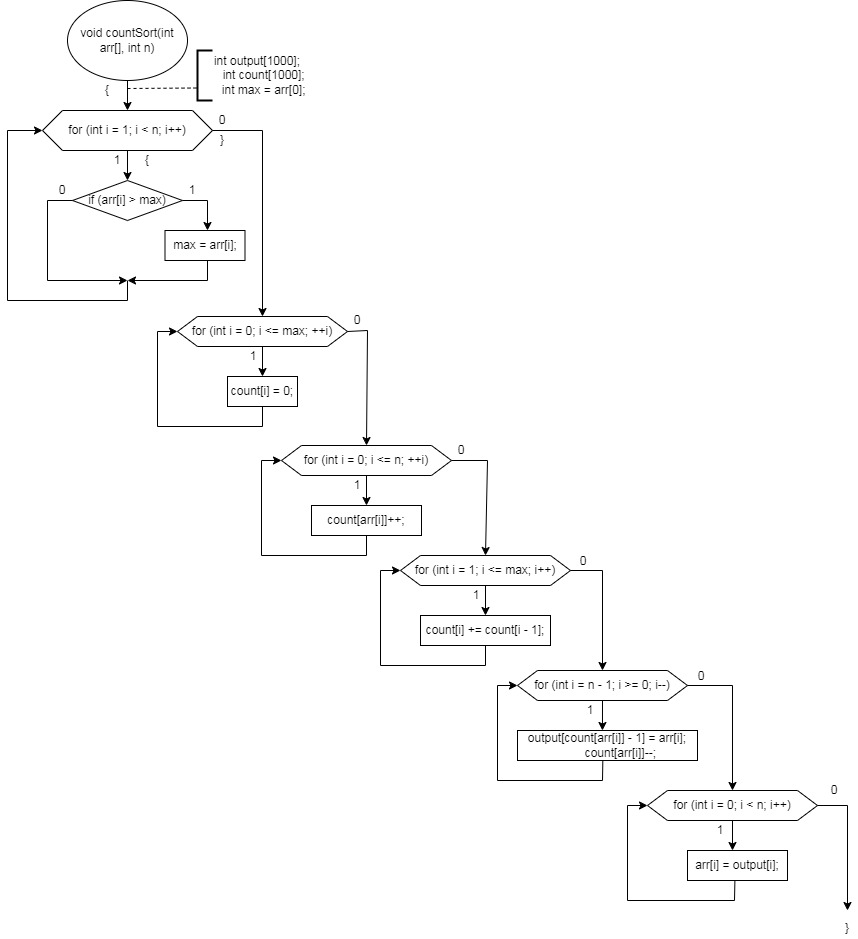 void countSort(int
arr[], int n)
int output[1000];
int count[1000];
int max = arr[0];
{
for (int i = 1; i < n; i++)
0
}
1
{
0
if (arr[i] > max)
1
max = arr[i];
for (int i = 0; i <= max; ++i)
0
1
count[i] = 0;
for (int i = 0; i <= n; ++i)
0
1
count[arr[i]]++;
for (int i = 1; i <= max; i++)
0
1
count[i] += count[i - 1];
for (int i = n - 1; i >= 0; i--)
0
1
output[count[arr[i]] - 1] = arr[i];
count[arr[i]]--;
for (int i = 0; i < n; i++)
0
1
arr[i] = output[i];
}